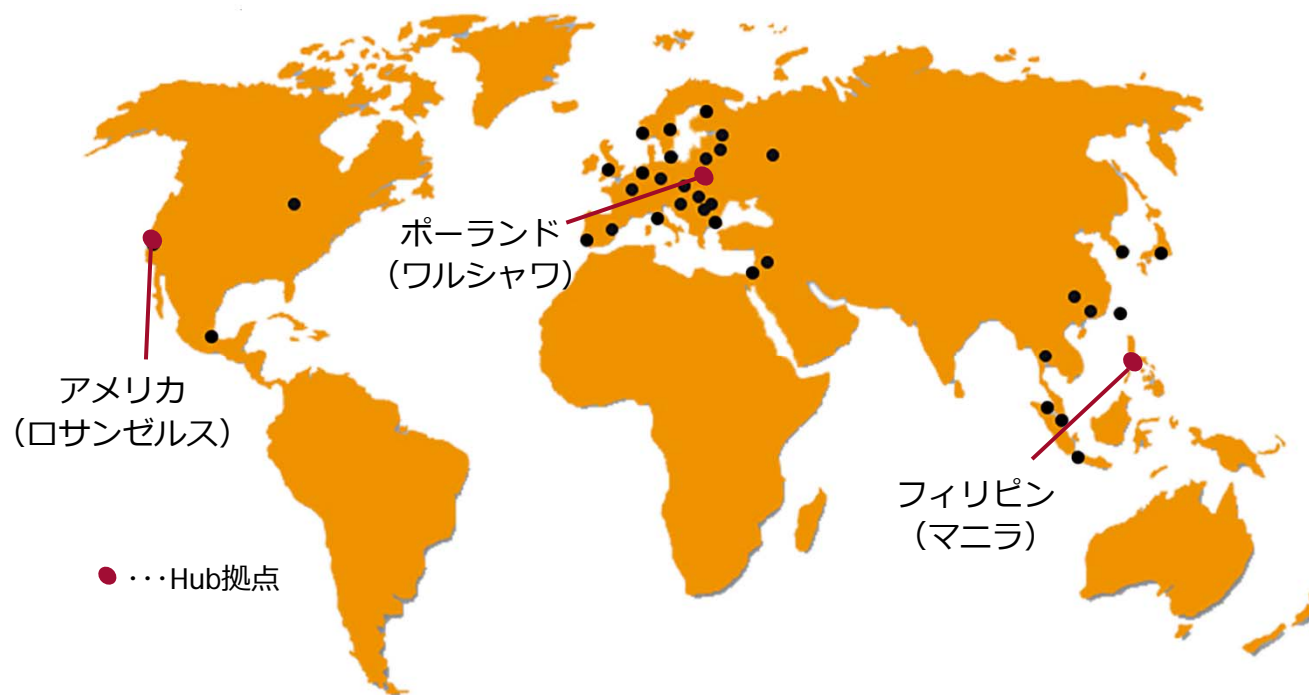 ポーランド
（ワルシャワ）
アメリカ
（ロサンゼルス）
フィリピン
（マニラ）
・・・Hub拠点